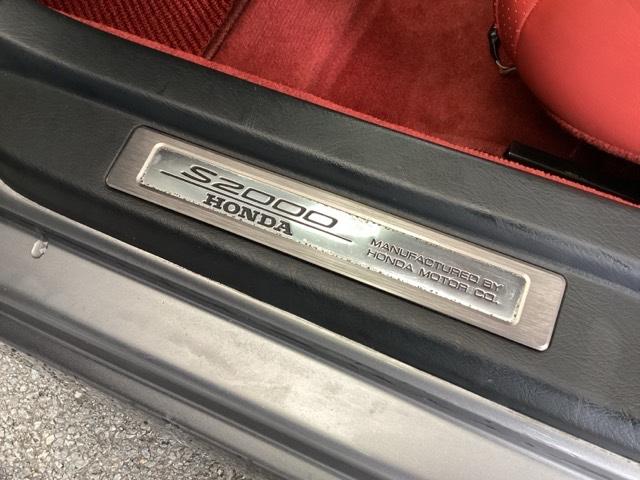 S2000
HONDA
MANUFACTURED BY
HONDA MOTOR CO.